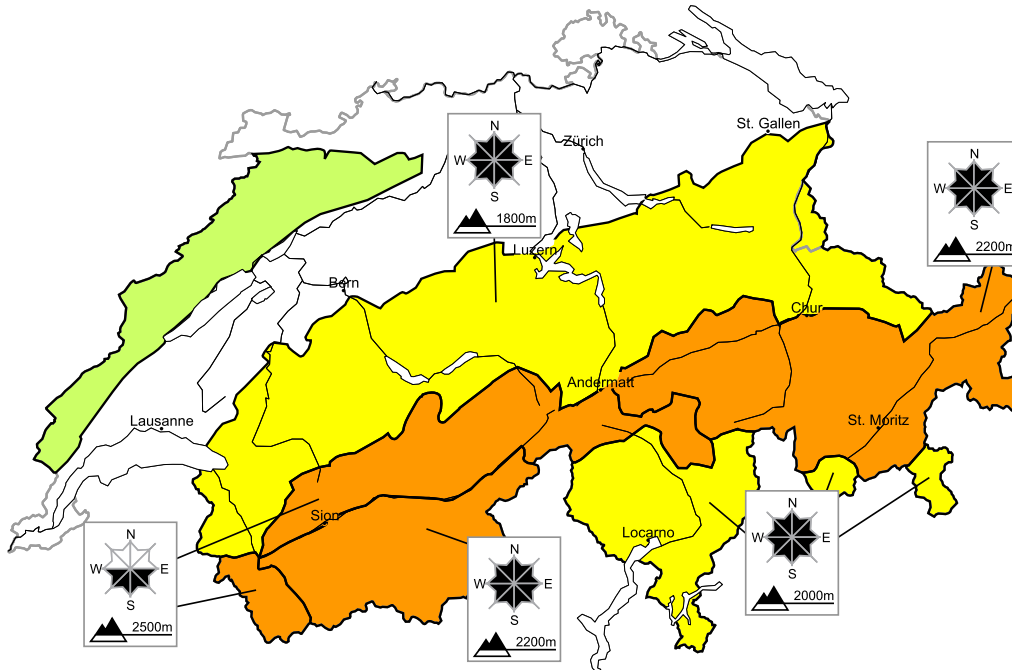 St. Gallen
Zürich
N
W E
S
1800m
N
W E
S
2200m
Luzern
Bern
Chur
Andermatt
Lausanne
St. Moritz
Sion
Locarno
N
W E
S
2500m
N
W E
S
2200m
N
W E
S
2000m